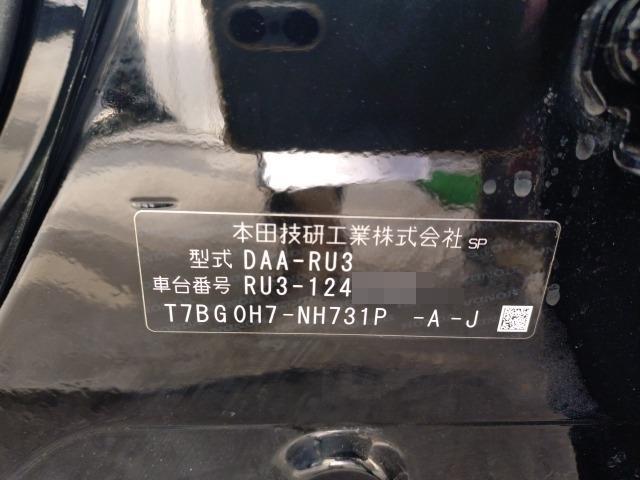 本田技研工業株式会社 SP
型式 DAA-RU3
車台番号 RU3-124
T7BG0H7-NH731P -A-J